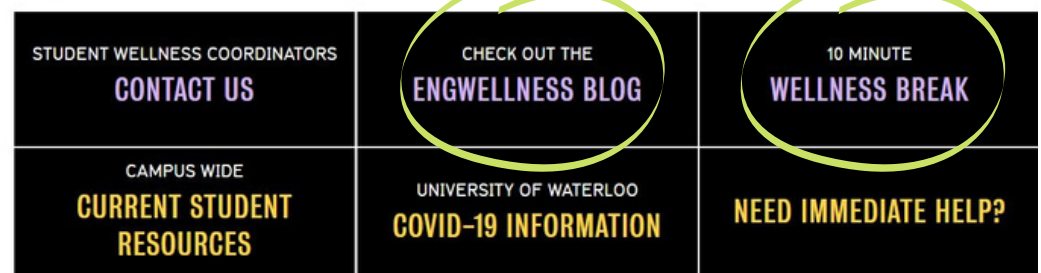 STUDENT WELLNESS COORDINATORS
CONTACT US
CHECK OUT THE
ENGWELLNESS BLOG
10 MINUTE
WELLNESS BREAK
CAMPUS WIDE
CURRENT STUDENT
RESOURCES
UNIVERSITY OF WATERLOO
COVID-19 INFORMATION
NEED IMMEDIATE HELP?